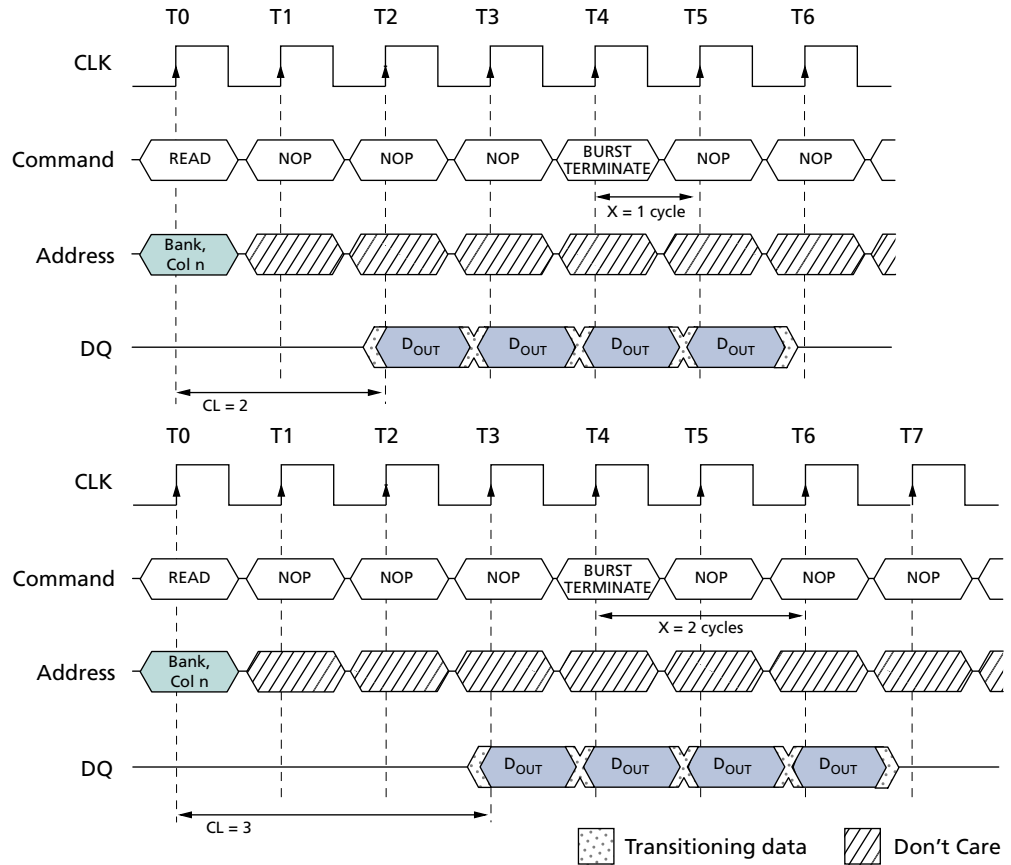 T0 T1 T2 T3 T4 T5 T6
CLK
Command READ NOP NOP NOP BURST TERMINATE NOP NOP
X = 1 cycle
Address Bank, Col n
DQ DOUT DOUT DOUT DOUT
CL = 2
T0 T1 T2 T3 T4 T5 T6 T7
CLK
Command READ NOP NOP NOP BURST TERMINATE NOP NOP NOP
X = 2 cycles
Address Bank, Col n
DQ DOUT DOUT DOUT DOUT
CL = 3
Transitioning data Don't Care